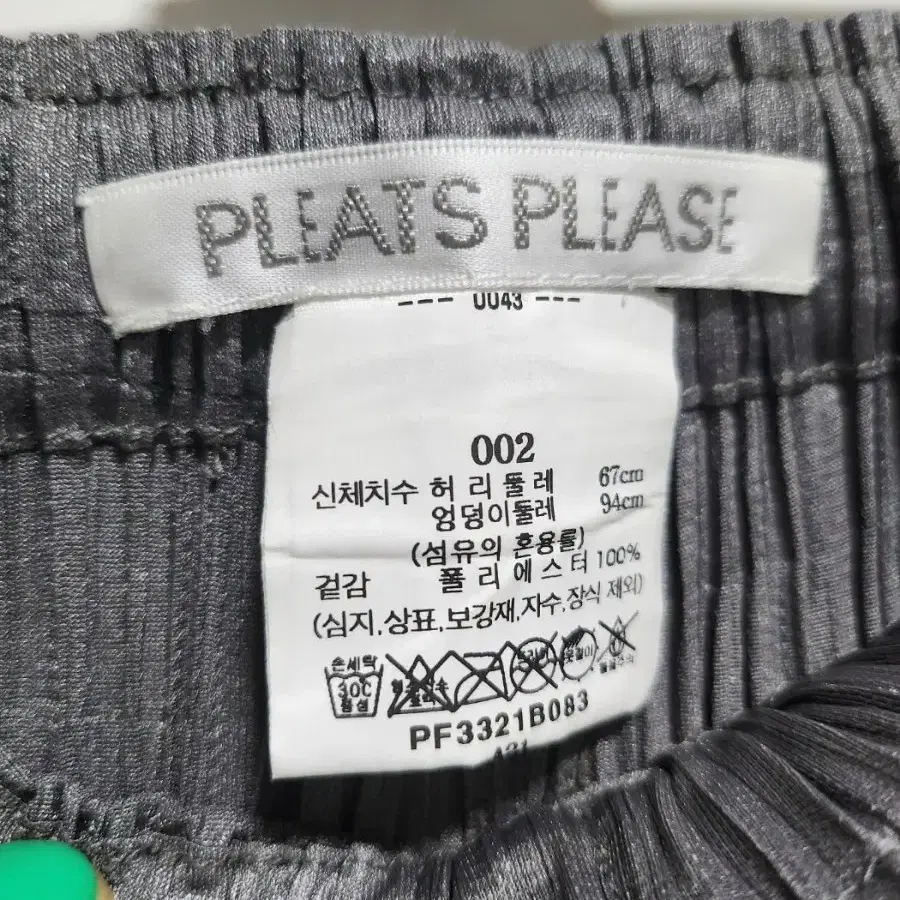 PLEATS PLEASE
--- 0043 ---
002
신체치수 허 리 둘 레 67cm
엉덩이둘레 94cm
(섬유의 혼용률)
겉감 폴 리 에 스 터 100%
(심지,상표,보강재,자수,장식 제외)
손세탁
30C
중성
PF3321B083